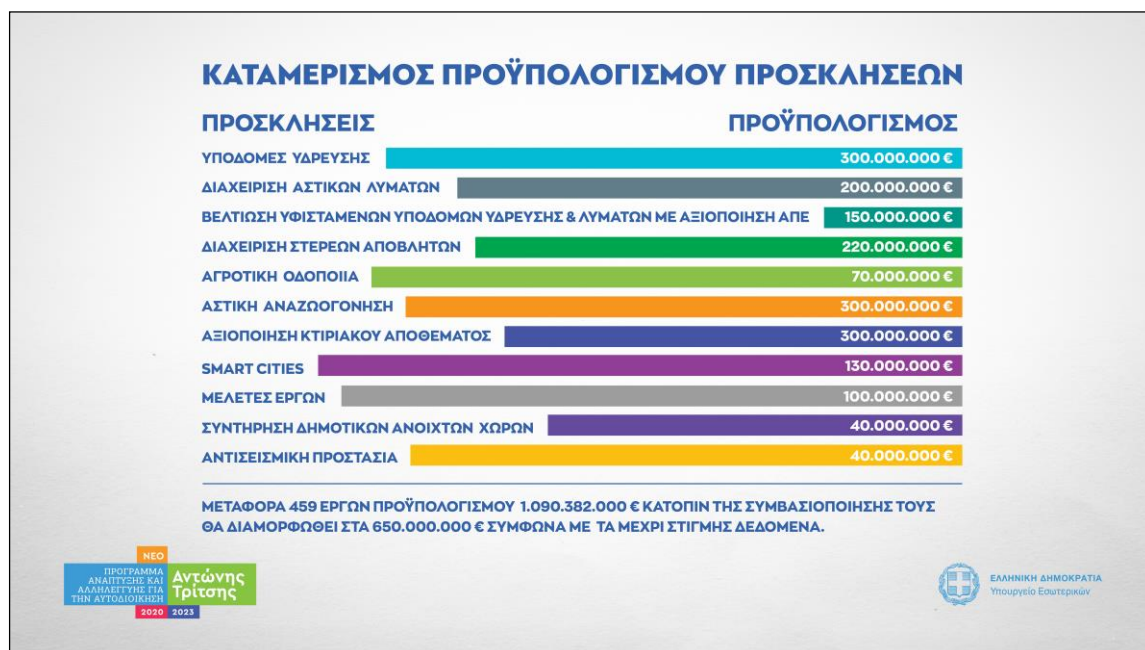 ΚΑΤΑΜΕΡΙΣΜΟΣ ΠΡΟΫΠΟΛΟΓΙΣΜΟΥ ΠΡΟΣΚΛΗΣΕΩΝ
ΠΡΟΣΚΛΗΣΕΙΣ ΠΡΟΫΠΟΛΟΓΙΣΜΟΣ
ΥΠΟΔΟΜΕΣ ΥΔΡΕΥΣΗΣ 300.000.000 €
ΔΙΑΧΕΙΡΙΣΗ ΑΣΤΙΚΩΝ ΛΥΜΑΤΩΝ 200.000.000 €
ΒΕΛΤΙΩΣΗ ΥΦΙΣΤΑΜΕΝΩΝ ΥΠΟΔΟΜΩΝ ΥΔΡΕΥΣΗΣ & ΛΥΜΑΤΩΝ ΜΕ ΑΞΙΟΠΟΙΗΣΗ ΑΠΕ 150.000.000 €
ΔΙΑΧΕΙΡΙΣΗ ΣΤΕΡΕΩΝ ΑΠΟΒΛΗΤΩΝ 220.000.000 €
ΑΓΡΟΤΙΚΗ ΟΔΟΠΟΙΙΑ 70.000.000 €
ΑΣΤΙΚΗ ΑΝΑΖΩΟΓΟΝΗΣΗ 300.000.000 €
ΑΞΙΟΠΟΙΗΣΗ ΚΤΙΡΙΑΚΟΥ ΑΠΟΘΕΜΑΤΟΣ 300.000.000 €
SMART CITIES 130.000.000 €
ΜΕΛΕΤΕΣ ΕΡΓΩΝ 100.000.000 €
ΣΥΝΤΗΡΗΣΗ ΔΗΜΟΤΙΚΩΝ ΑΝΟΙΧΤΩΝ ΧΩΡΩΝ 40.000.000 €
ΑΝΤΙΣΕΙΣΜΙΚΗ ΠΡΟΣΤΑΣΙΑ 40.000.000 €
ΜΕΤΑΦΟΡΑ 459 ΕΡΓΩΝ ΠΡΟΫΠΟΛΟΓΙΣΜΟΥ 1.090.382.000 € ΚΑΤΟΠΙΝ ΤΗΣ ΣΥΜΒΑΣΙΟΠΟΙΗΣΗΣ ΤΟΥΣ
ΘΑ ΔΙΑΜΟΡΦΩΘΕΙ ΣΤΑ 650.000.000 € ΣΥΜΦΩΝΑ ΜΕ ΤΑ ΜΕΧΡΙ ΣΤΙΓΜΗΣ ΔΕΔΟΜΕΝΑ.
ΝΕΟ
ΠΡΟΓΡΑΜΜΑ
ΑΝΑΠΤΥΞΗΣ ΚΑΙ
ΑΛΛΗΛΕΓΓΥΗΣ ΓΙΑ
ΤΗΝ ΑΥΤΟΔΙΟΙΚΗΣΗ
Αντώνης
Τρίτσης
2020 2023
ΕΛΛΗΝΙΚΗ ΔΗΜΟΚΡΑΤΙΑ
Υπουργείο Εσωτερικών